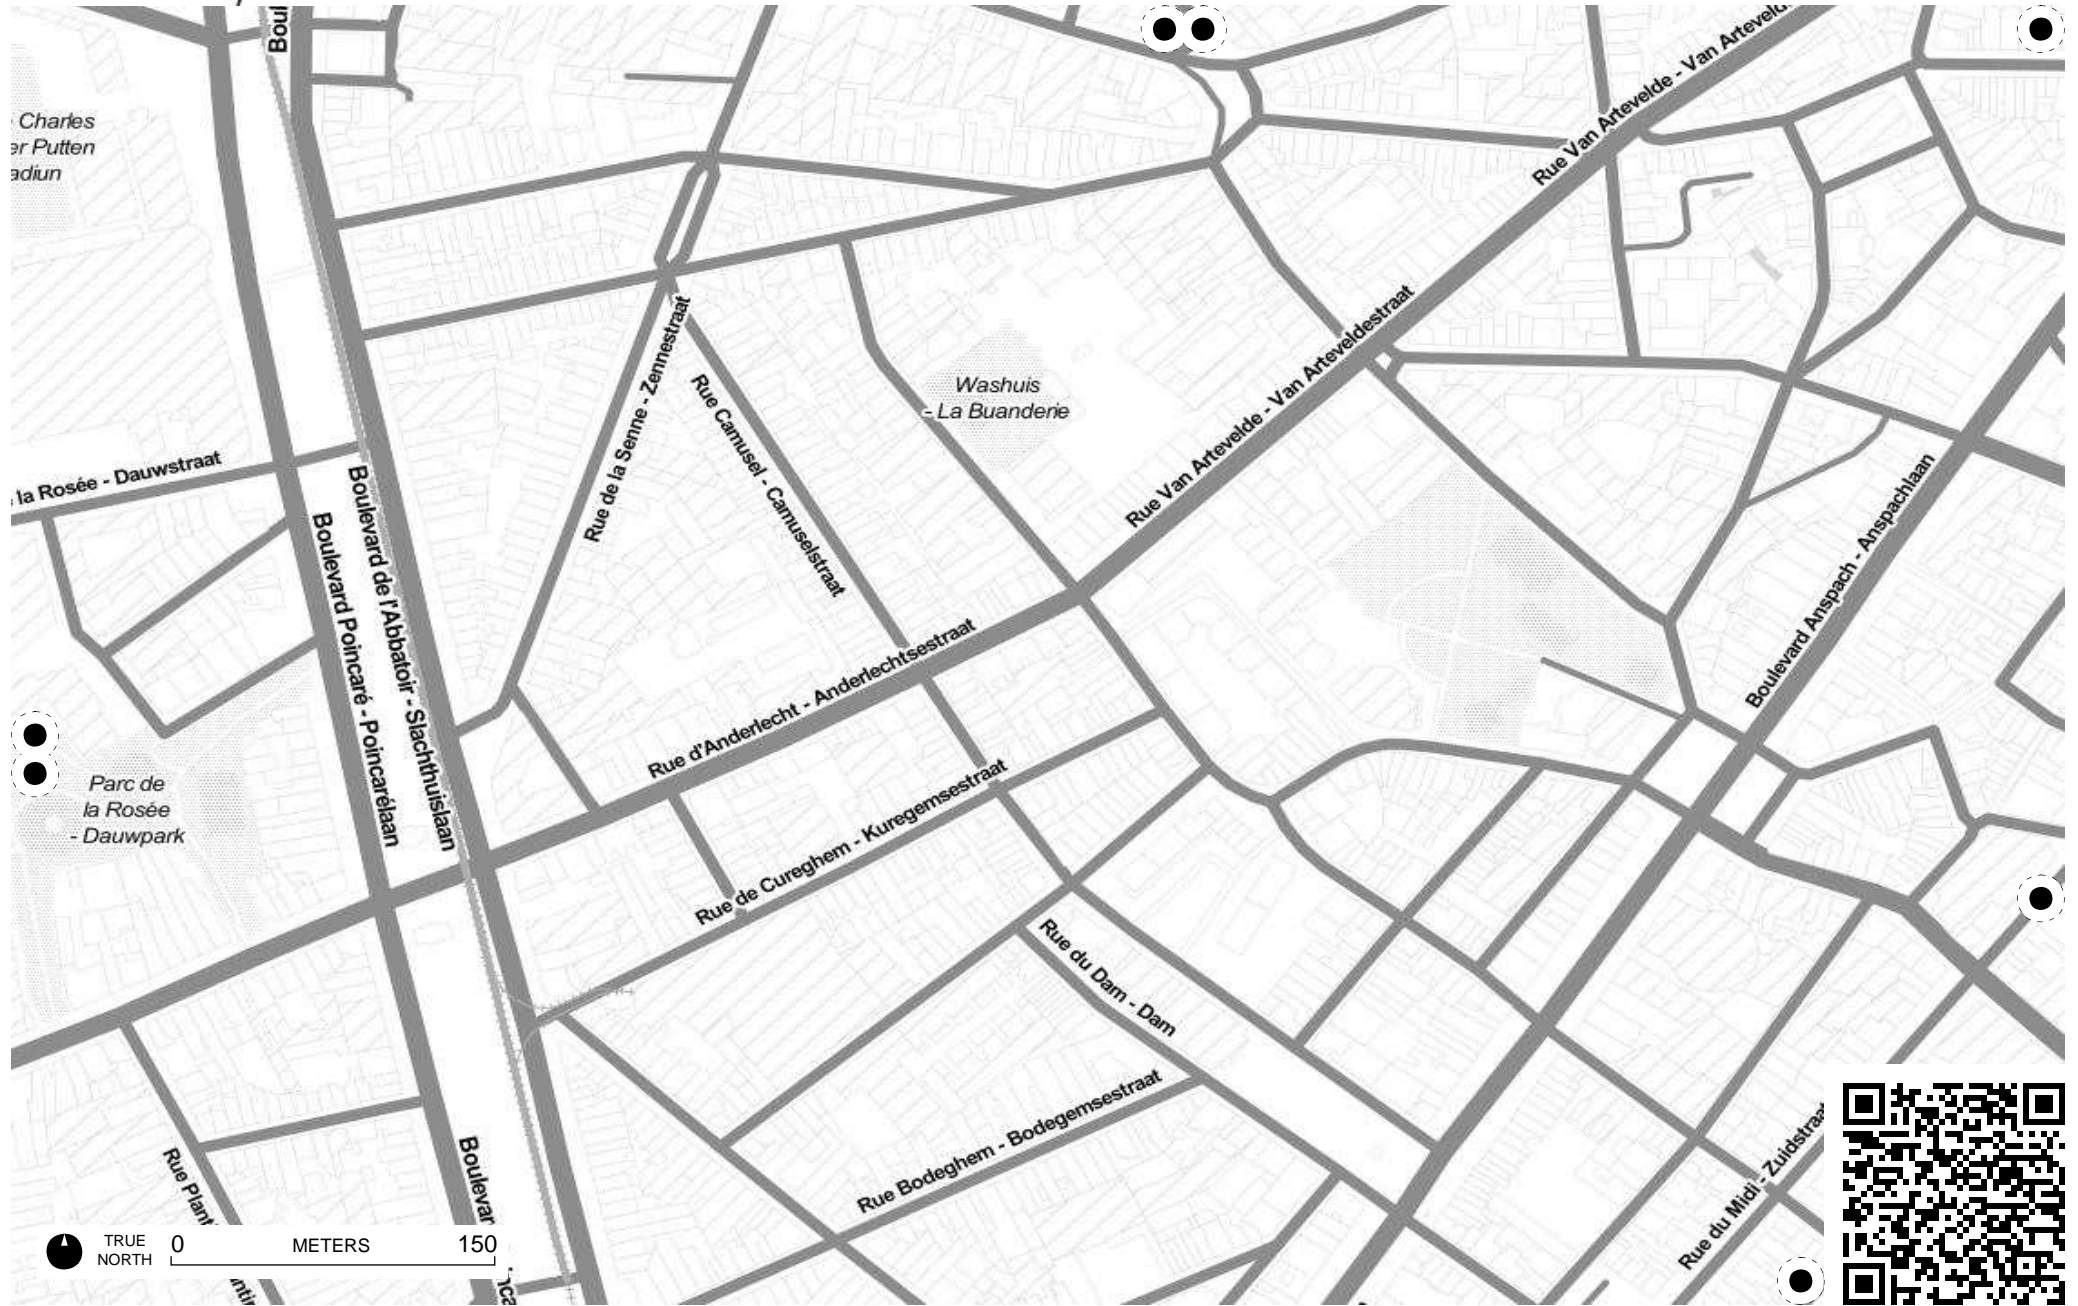 Charles
Putten
Rue Van Artevelde - Van Artevelde
Rue Van Artevelde - Van Arteveldestraat
Washuis
- La Buanderie
Rue de la Senne - Zennestraat
Rue Camusel - Camuselstraat
la Rosée - Dauwstraat
Boulevard de l'Abbatoir - Slachthuislaan
Boulevard Poincaré - Poincarélaan
Boulevard Anspach - Anspachlaan
Rue d'Anderlecht - Anderlechtsestraat
Rue de Cureghem - Kuregemsestraat
Parc de
la Rosée
- Dauwpark
Rue du Dam - Dam
Rue Bodeghem - Bodegemsestraat
Rue du Midi - Zuidstraat
Rue
TRUE
NORTH
0 METERS 150